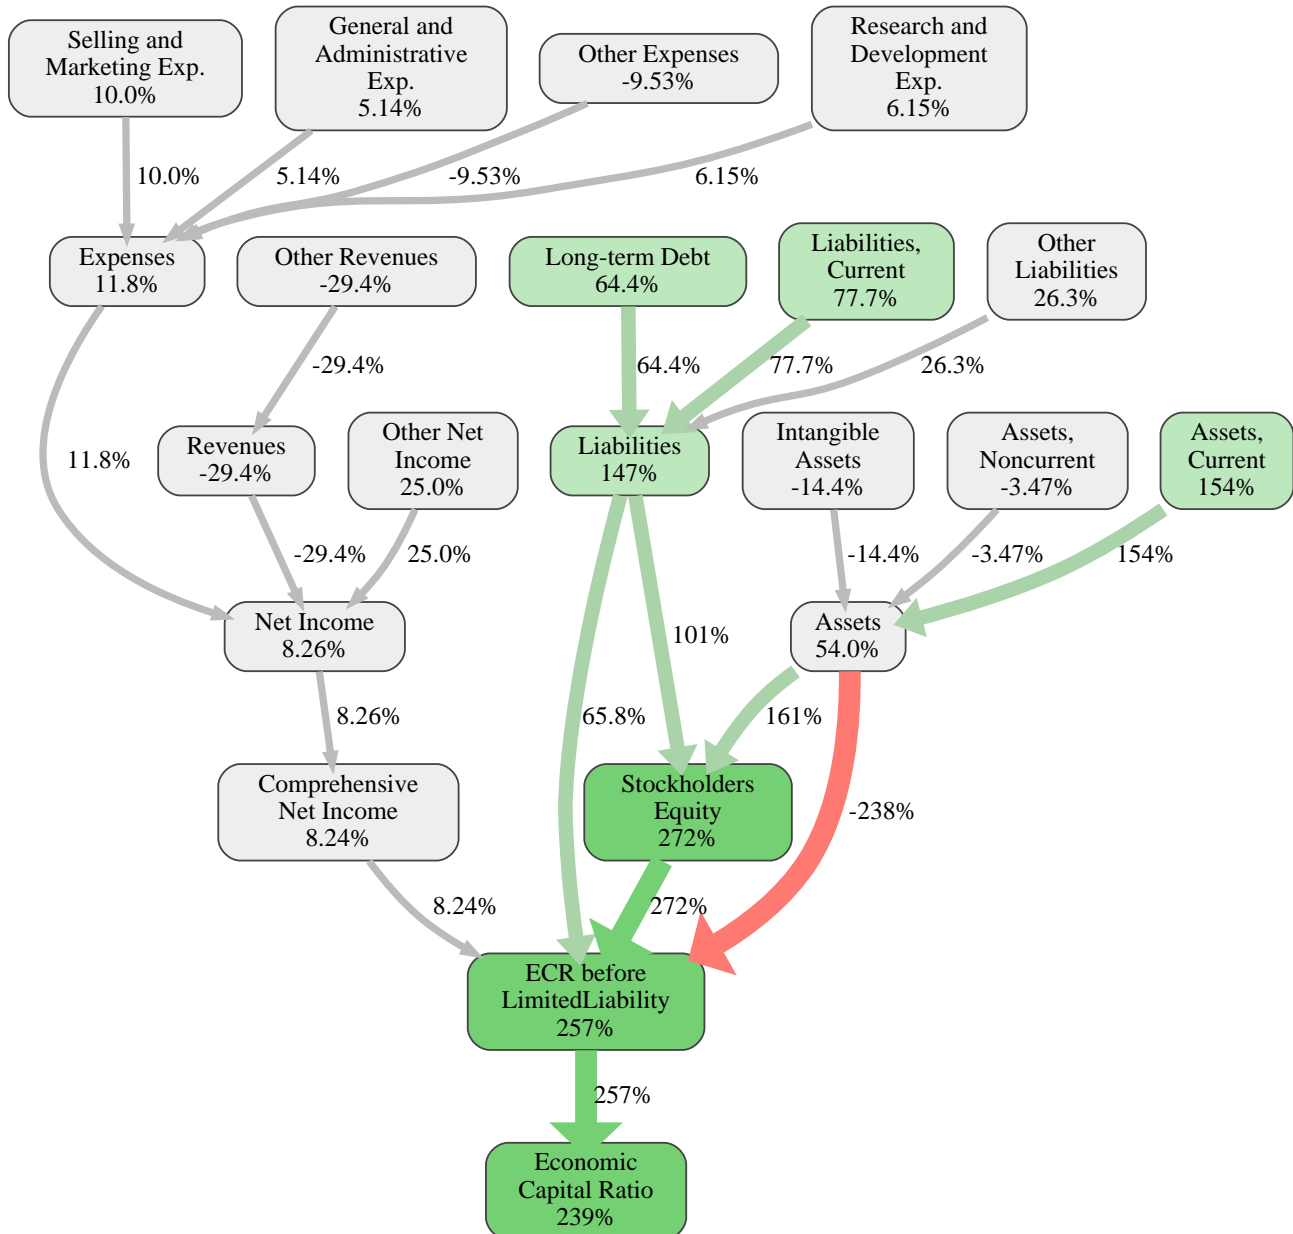 Selling and
Marketing Exp.
10.0%
General and
Administrative
Exp.
5.14%
Other Expenses
-9.53%
Research and
Development
Exp.
6.15%
10.0%
5.14%
-9.53%
6.15%
Expenses
11.8%
Other Revenues
-29.4%
Long-term Debt
64.4%
Liabilities,
Current
77.7%
Other
Liabilities
26.3%
-29.4%
64.4%
77.7%
26.3%
11.8%
Revenues
-29.4%
Other Net
Income
25.0%
Liabilities
147%
Intangible
Assets
-14.4%
Assets,
Noncurrent
-3.47%
Assets,
Current
154%
-29.4%
25.0%
-14.4%
-3.47%
154%
Net Income
8.26%
101%
Assets
54.0%
8.26%
65.8%
161%
Comprehensive
Net Income
8.24%
Stockholders
Equity
272%
-238%
8.24%
272%
ECR before
LimitedLiability
257%
257%
Economic
Capital Ratio
239%